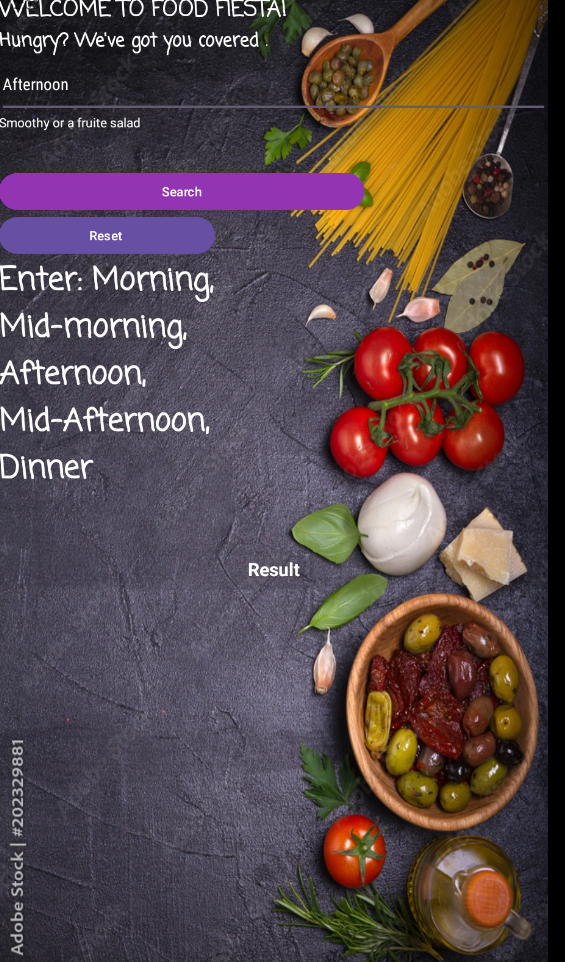 WELCOME TO FOOD FIESTA!
Hungry? We've got you covered .
Afternoon
Smoothy or a fruite salad
Search
Reset
Enter: Morning,
Mid-morning,
Afternoon,
Mid-Afternoon,
Dinner
Result
Adobe Stock | #202329881